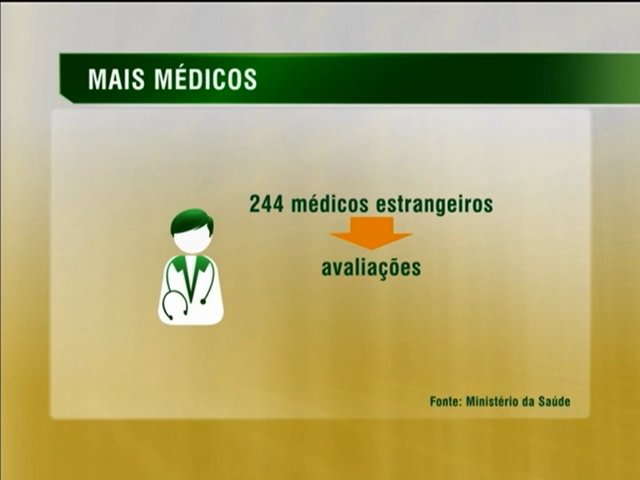 MAIS MÉDICOS
244 médicos estrangeiros
avaliações
Fonte: Ministério da Saúde